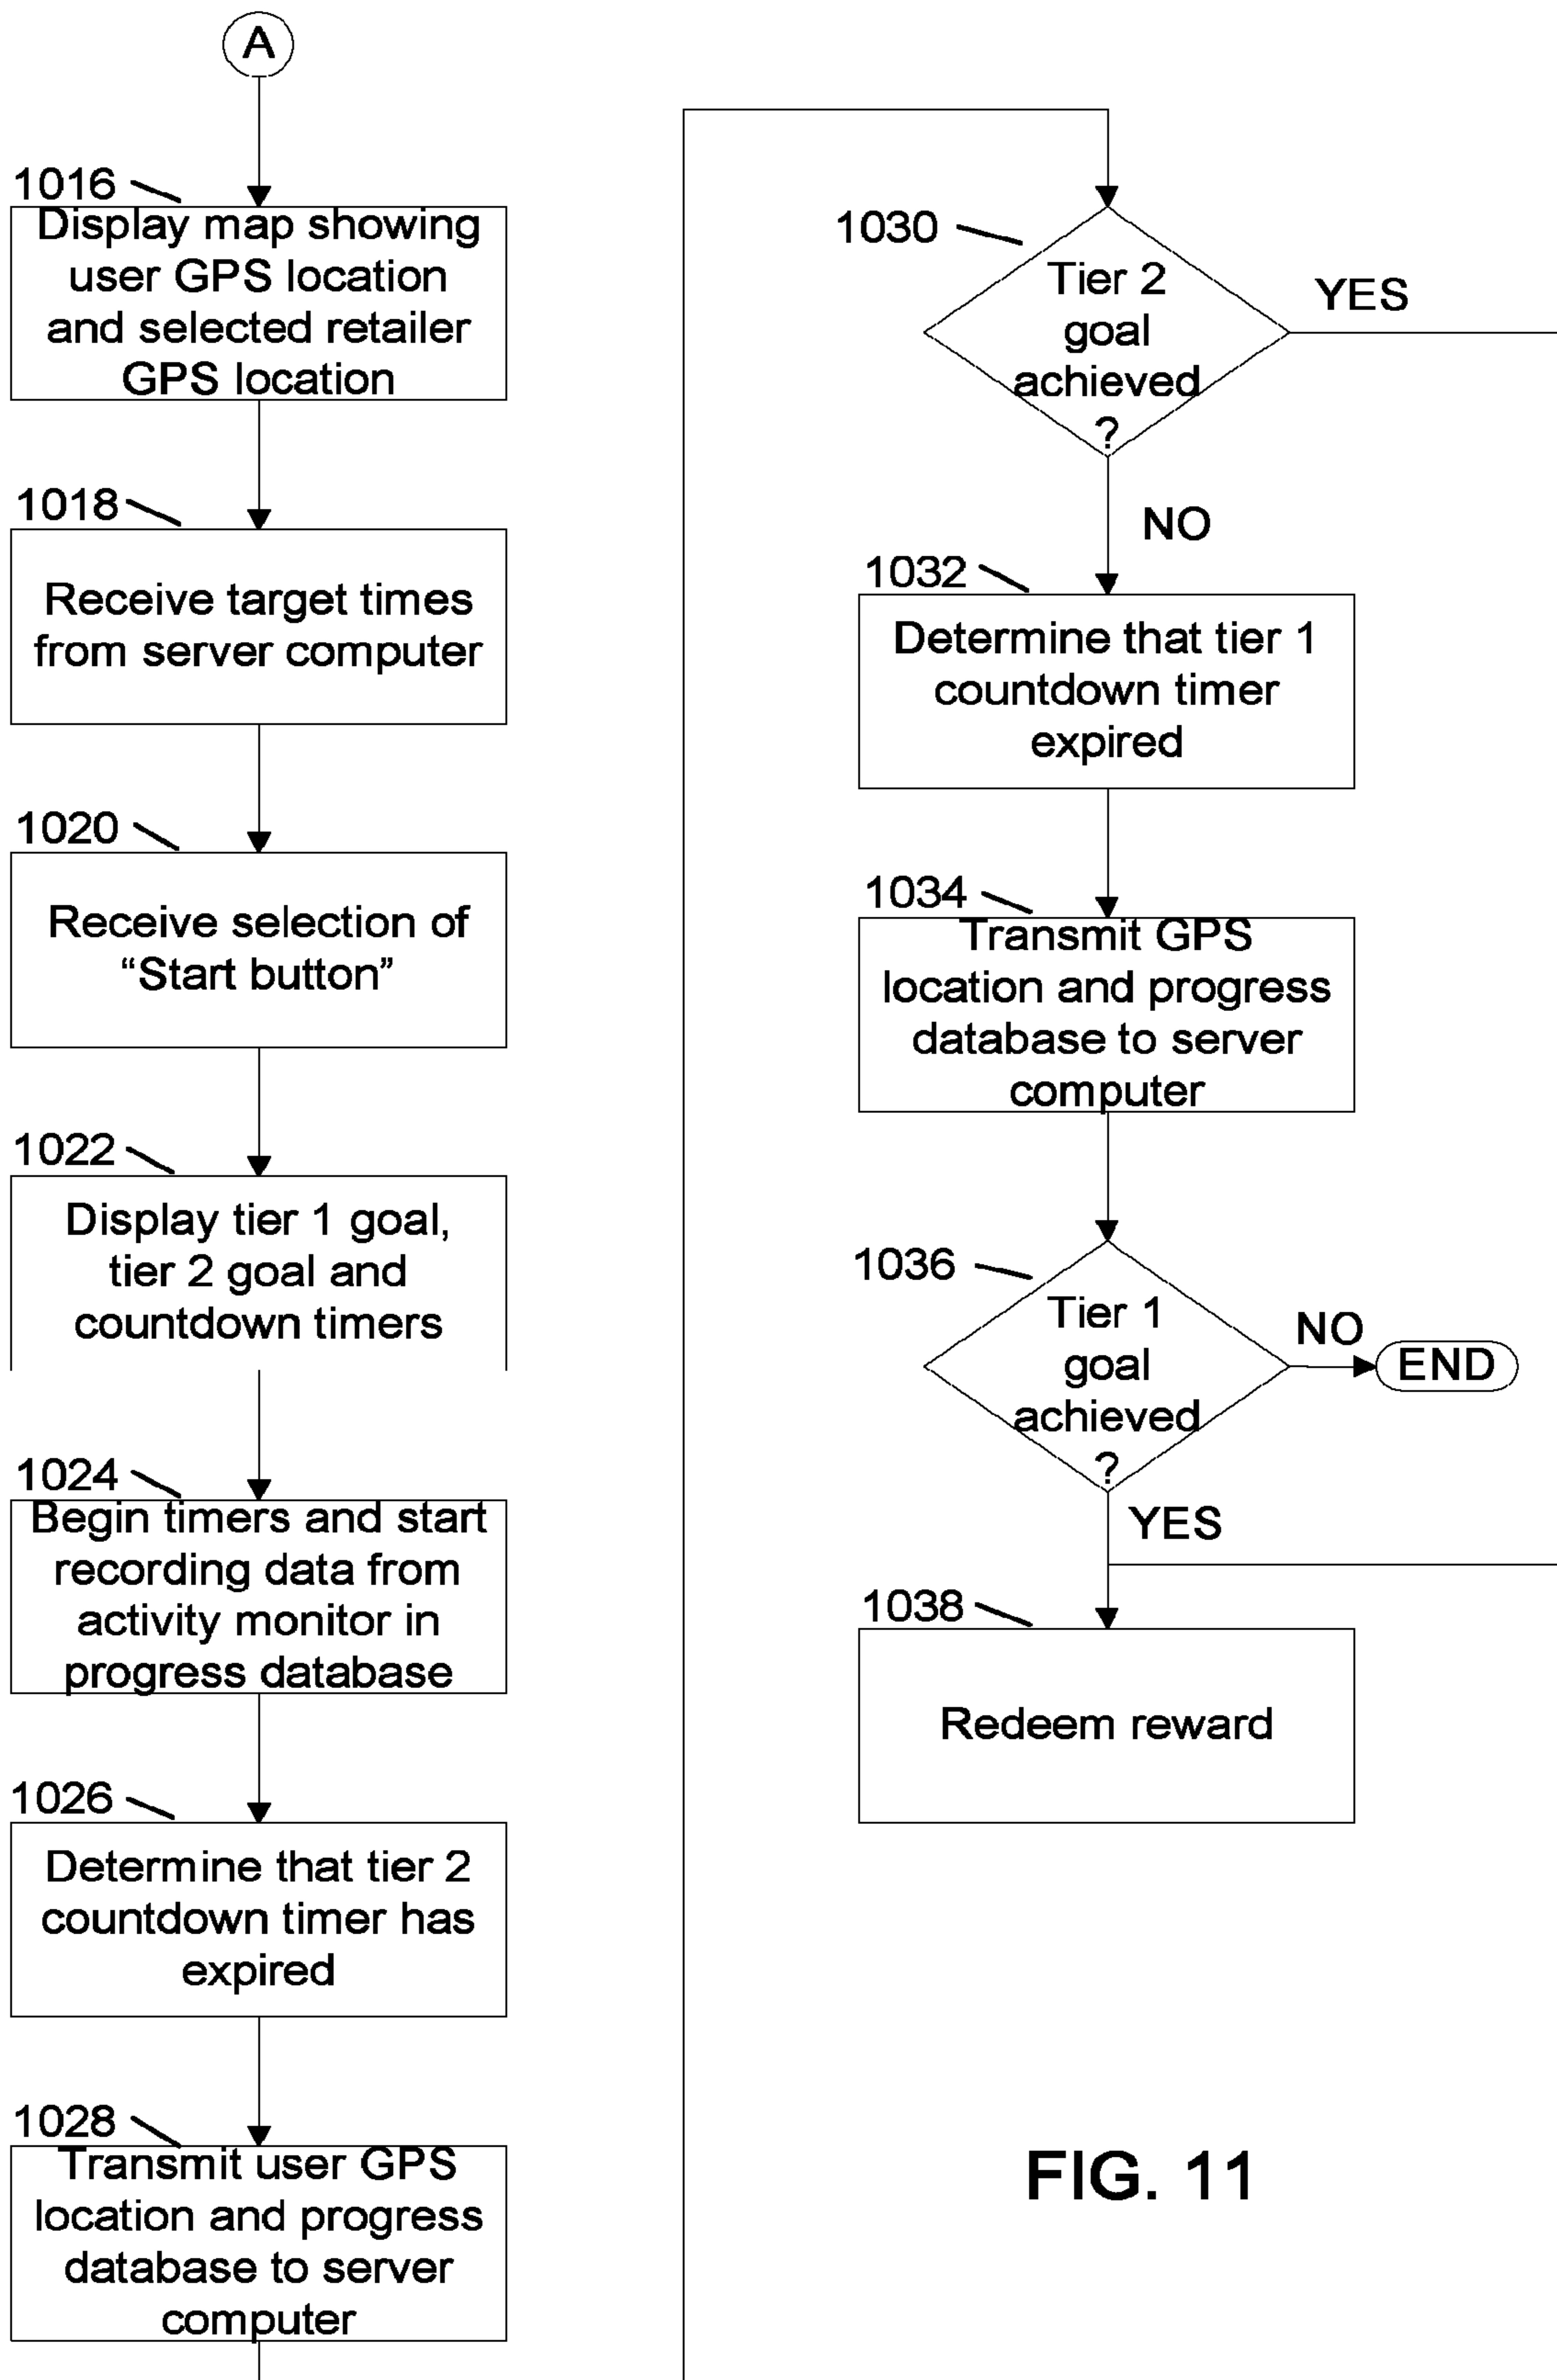 A
1016
Display map showing
user GPS location
and selected retailer
GPS location
1018
Receive target times
from server computer
1020
Receive selection of
“Start button”
1022
Display tier 1 goal,
tier 2 goal and
countdown timers
1024
Begin timers and start
recording data from
activity monitor in
progress database
1026
Determine that tier 2
countdown timer has
expired
1028
Transmit user GPS
location and progress
database to server
computer
1030
Tier 2
goal
achieved
?
YES
NO
1032
Determine that tier 1
countdown timer
expired
1034
Transmit GPS
location and progress
database to server
computer
1036
Tier 1
goal
achieved
?
NO
END
YES
1038
Redeem reward
FIG. 11